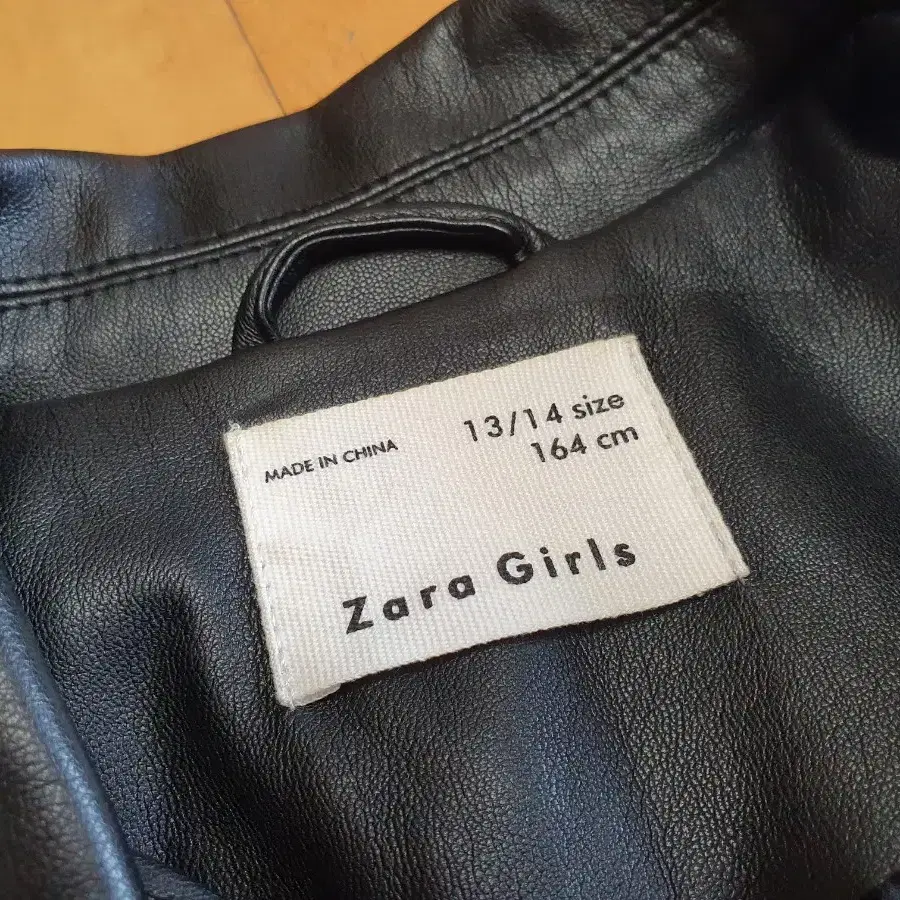 MADE IN CHINA
13/14 size
164 cm
Zara Girls